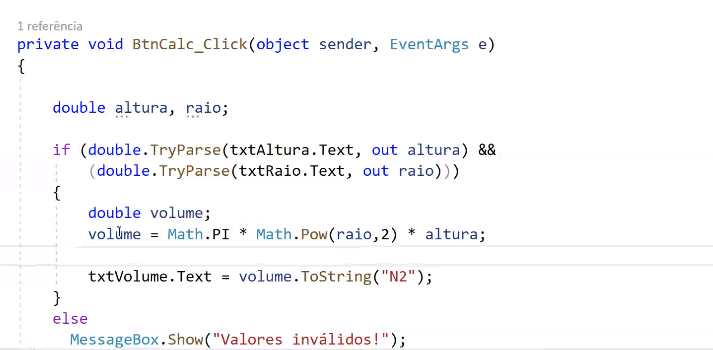 1 referência
private void BtnCalc_Click(object sender, EventArgs e)
{
double altura, raio;
if (double.TryParse(txtAltura.Text, out altura) &&
(double.TryParse(txtRaio.Text, out raio)))
{
double volume;
volume = Math.PI * Math.Pow(raio,2) * altura;
txtVolume.Text = volume.ToString("N2");
}
else
MessageBox.Show("Valores inválidos!");